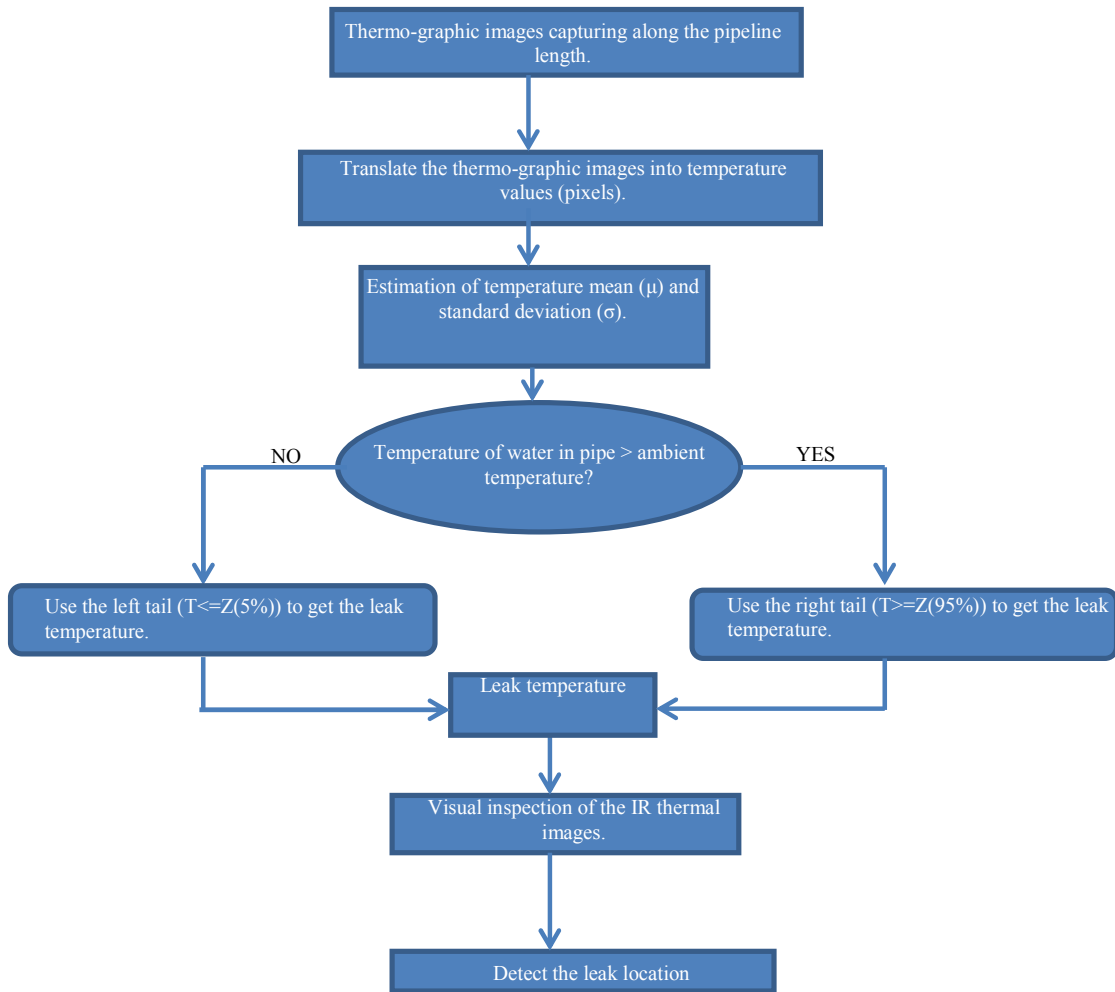 Thermo-graphic images capturing along the pipeline
length.
Translate the thermo-graphic images into temperature
values (pixels).
Estimation of temperature mean (μ) and
standard deviation (σ).
Temperature of water in pipe > ambient
temperature?
NO
YES
Use the left tail (T<=Z(5%)) to get the leak
temperature.
Use the right tail (T>=Z(95%)) to get the leak
temperature.
Leak temperature
Visual inspection of the IR thermal
images.
Detect the leak location